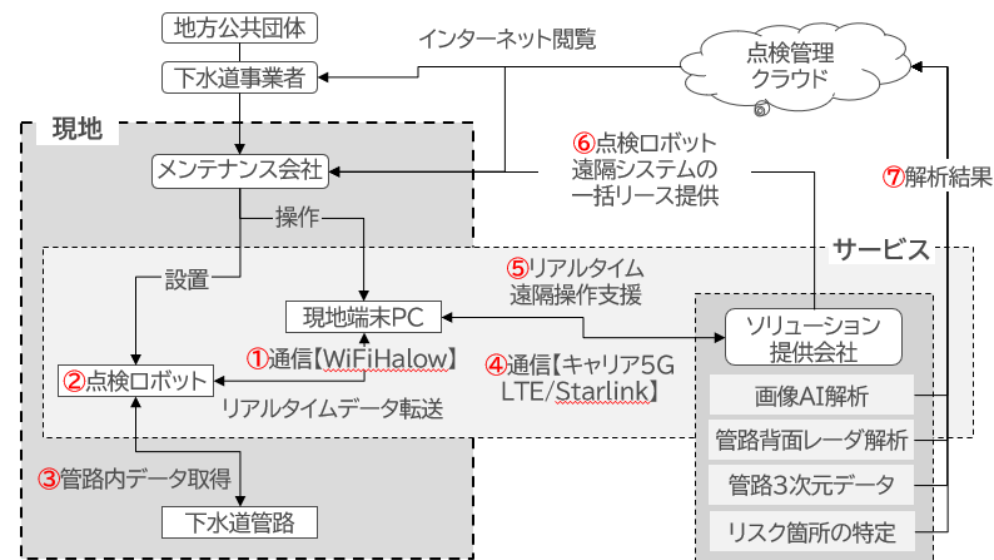 地方公共団体
下水道事業者
インターネット閲覧
点検管理
クラウド
⑥
現地
メンテナンス会社
⑥点検ロボット
遠隔システムの
一括リース提供
⑦解析結果
操作
サービス
設置
⑤リアルタイム
遠隔操作支援
現地端末PC
ソリューション
提供会社
①通信【WiFiHalow】
②点検ロボット
④通信【キャリア5G
LTE/Starlink】
リアルタイムデータ転送
画像AI解析
管路背面レーダ解析
③管路内データ取得
管路3次元データ
下水道管路
リスク箇所の特定